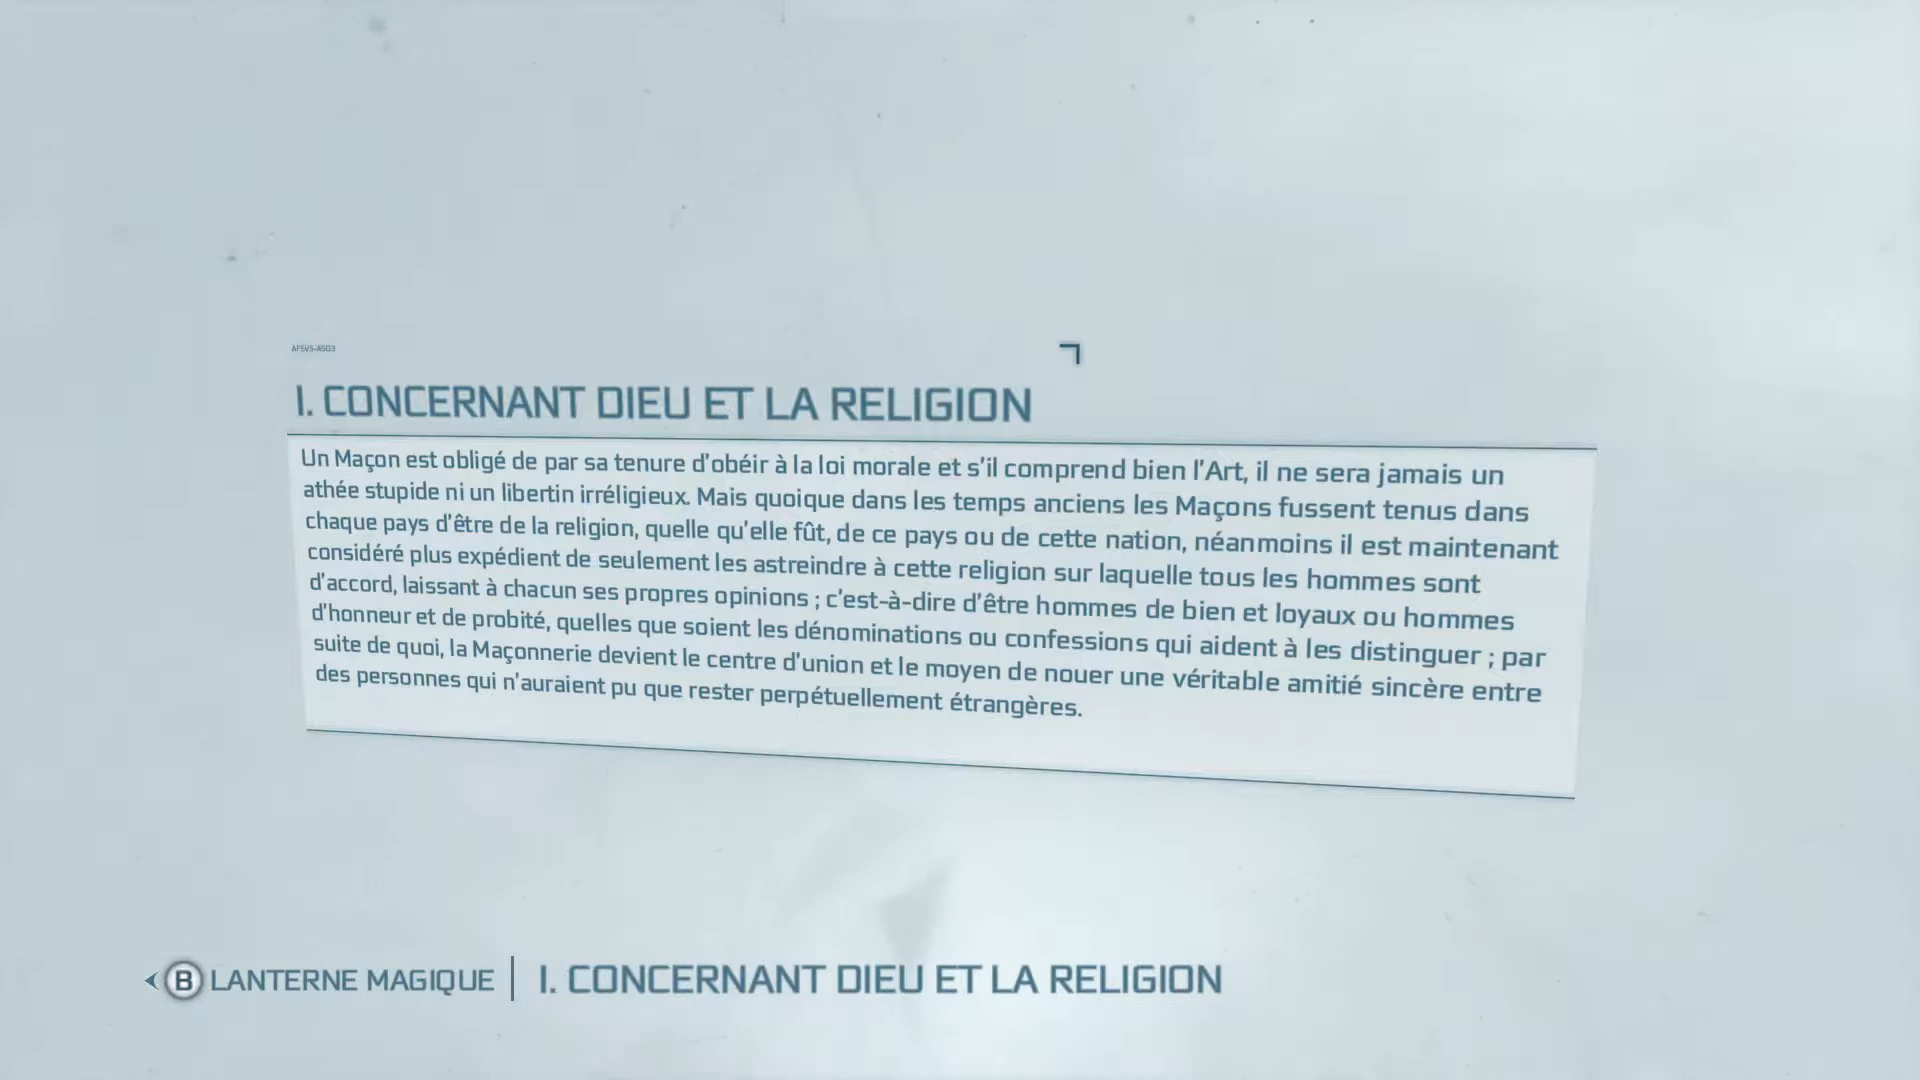 I. CONCERNANT DIEU ET LA RELIGION
Un Maçon est obligé de par sa tenure d'obéir à la loi morale et s'il comprend bien l'Art, il ne sera jamais un
athée stupide ni un libertin irréligieux. Mais quoique dans les temps anciens les Maçons fussent tenus dans
chaque pays d'être de la religion, quelle qu'elle fût, de ce pays ou de cette nation, néanmoins il est maintenant
considéré plus expédient de seulement les astreindre à cette religion sur laquelle tous les hommes sont
d'accord, laissant à chacun ses propres opinions ; c'est-à-dire d'être hommes de bien et loyaux ou hommes
d'honneur et de probité, quelles que soient les dénominations ou confessions qui aident à les distinguer ; par
suite de quoi, la Maçonnerie devient le centre d'union et le moyen de nouer une véritable amitié sincère entre
des personnes qui n'auraient pu que rester perpétuellement étrangères.
B LANTERNE MAGIQUE | I. CONCERNANT DIEU ET LA RELIGION